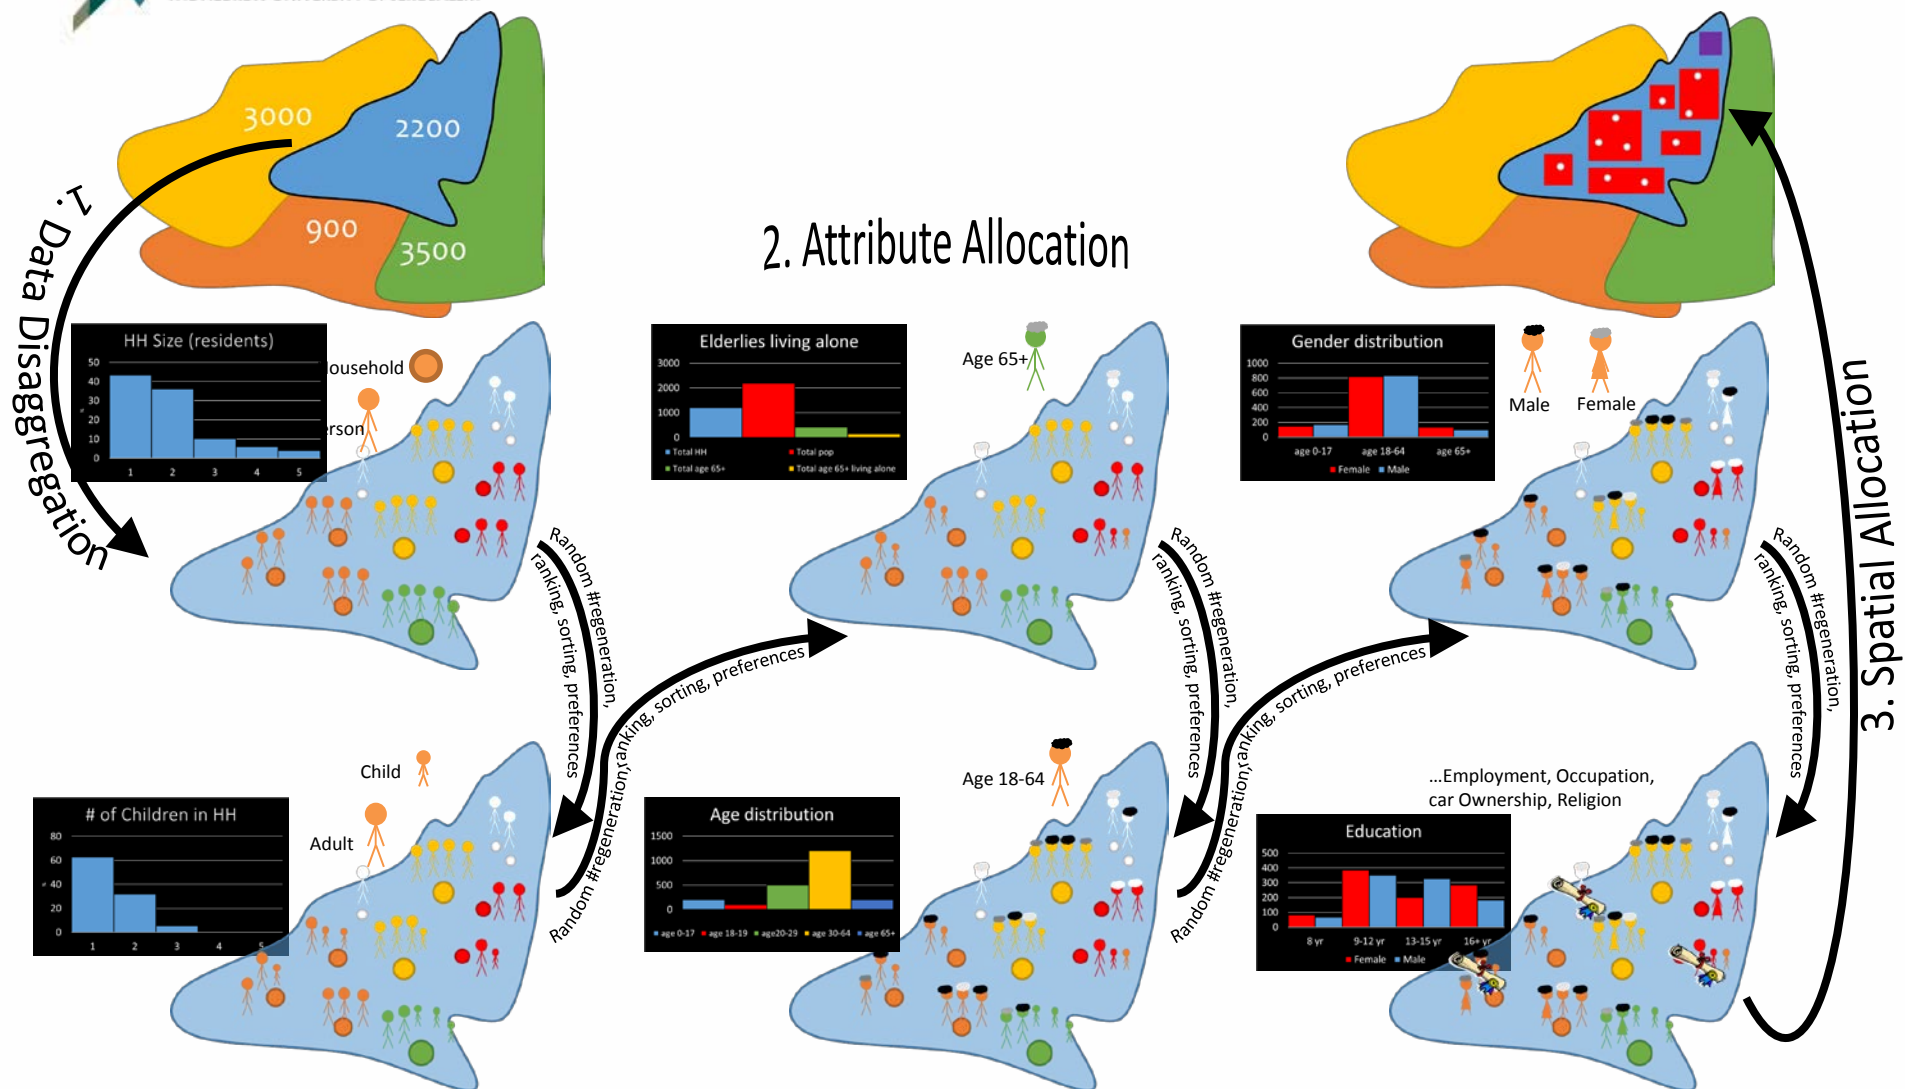 3000
2200
900
3500
1. Data Disaggregation
2. Attribute Allocation
3. Spatial Allocation
HH Size (residents)
50
40
30
20
10
0
%
1 2 3 4 5
ousehold
erson
Elderlies living alone
3000
2000
1000
0
Total HH Total pop
Total age 65+ Total age 65+ living alone
Age 65+
Gender distribution
1000
800
600
400
200
0
age 0-17 age 18-64 age 65+
Female Male
Male Female
Random #regeneration,
ranking, sorting, preferences
Random #regeneration,
ranking, sorting, preferences
Random #regeneration,
ranking, sorting, preferences
Random #regeneration, ranking, sorting, preferences
Random #regeneration, ranking, sorting, preferences
# of Children in HH
80
60
40
20
0
%
1 2 3 4 5
Child
Adult
Age distribution
1500
1000
500
0
age 0-17 age 18-19 age20-29 age 30-64 age 65+
Age 18-64
...Employment, Occupation,
car Ownership, Religion
Education
500
400
300
200
100
0
8 yr 9-12 yr 13-15 yr 16+ yr
Female Male